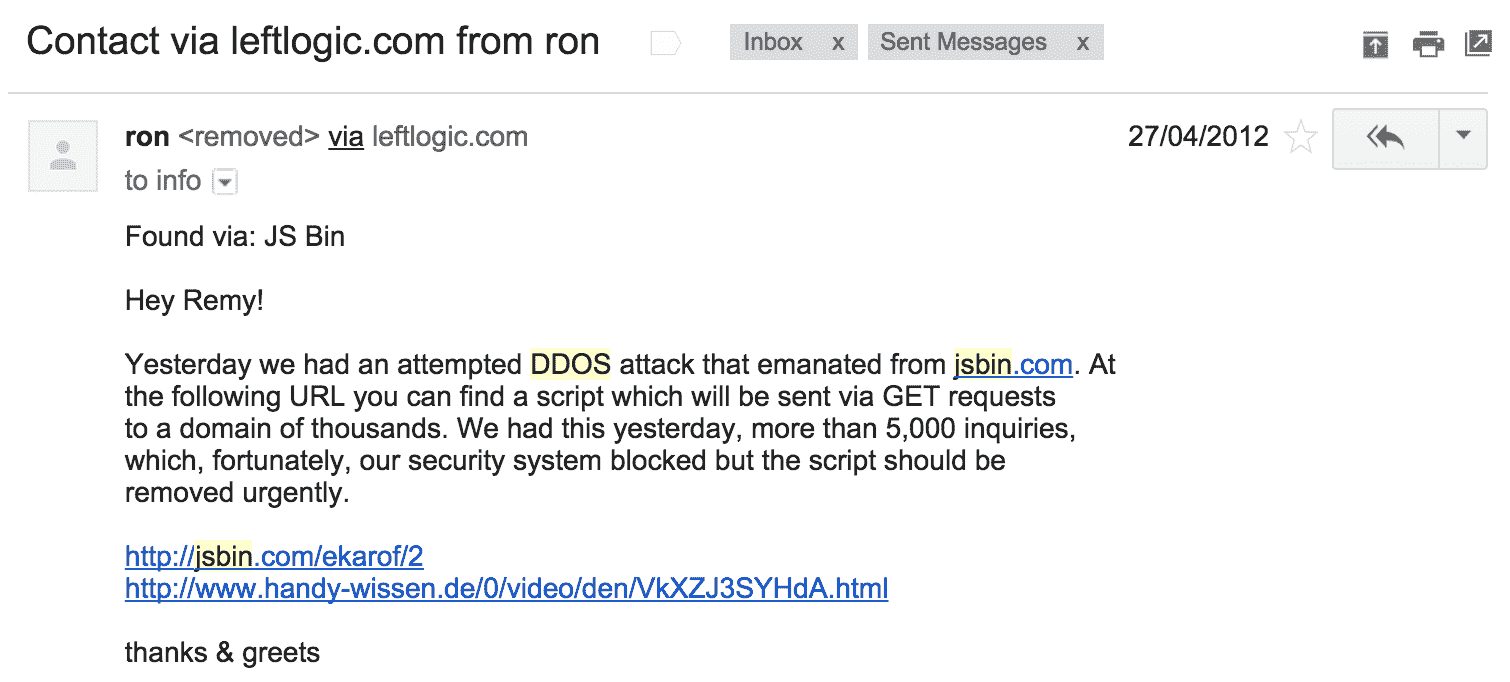 Contact via leftlogic.com from ron
Inbox x
Sent Messages x
ron <removed> via leftlogic.com
27/04/2012
to info
Found via: JS Bin
Hey Remy!
Yesterday we had an attempted DDOS attack that emanated from jsbin.com. At
the following URL you can find a script which will be sent via GET requests
to a domain of thousands. We had this yesterday, more than 5,000 inquiries,
which, fortunately, our security system blocked but the script should be
removed urgently.
http://jsbin.com/ekarof/2
http://www.handy-wissen.de/0/video/den/VkXZJ3SYHdA.html
thanks & greets